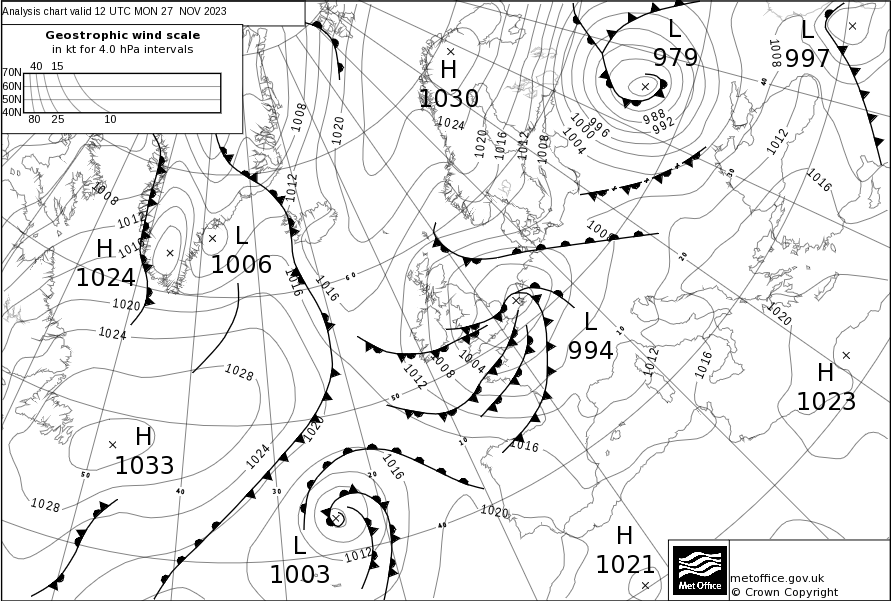 Analysis chart valid 12 UTC MON 27 NOV 2023
Geostrophic wind scale
in kt for 4.0 hPa intervals
40 15
70N
60N
50N
40N
80 25 10
L
979
L
997
H
1030
H
1024
L
1006
L
994
H
1023
H
1033
L
1003
H
1021
1008
1020
1024
1020
1016
1012
1008
1000
996
1004
988
992
1008
1012
1016
1008
1012
1016
1012
1016
1016
1020
1024
1028
1028
1024
1020
1012
1008
1004
1016
1016
1020
1012
1012
1016
1020
60
50
50
40
30
20
10
40
10
20
30
40
Met Office
metoffice.gov.uk
© Crown Copyright